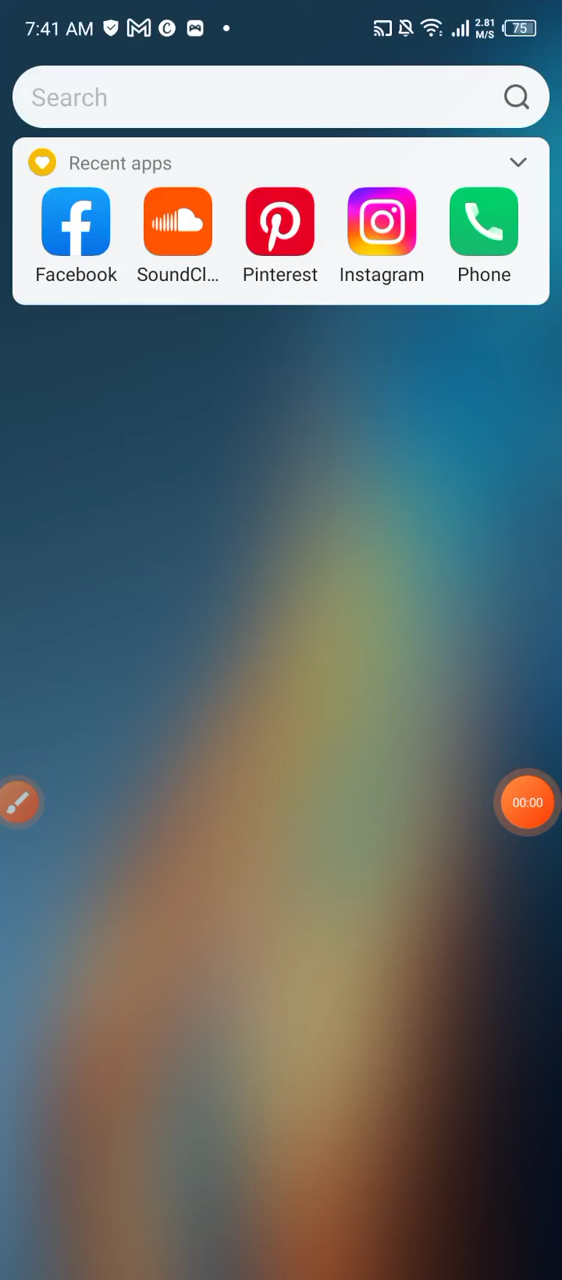 7:41 AM
2.81
M/S
75
Search
Recent apps
Facebook
SoundCl...
Pinterest
Instagram
Phone
00:00